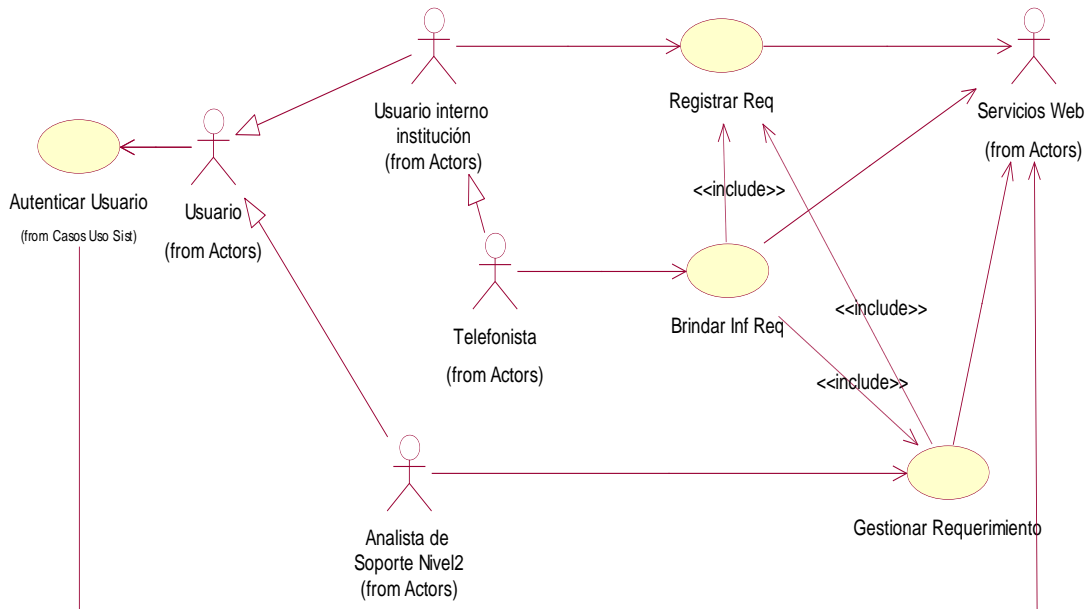 Usuario interno
institución
(from Actors)
Registrar Req
Servicios Web
(from Actors)
Autenticar Usuario
(from Casos Uso Sist)
Usuario
(from Actors)
<<include>>
Telefonista
(from Actors)
Brindar Inf Req
<<include>>
<<include>>
Analista de
Soporte Nivel2
(from Actors)
Gestionar Requerimiento